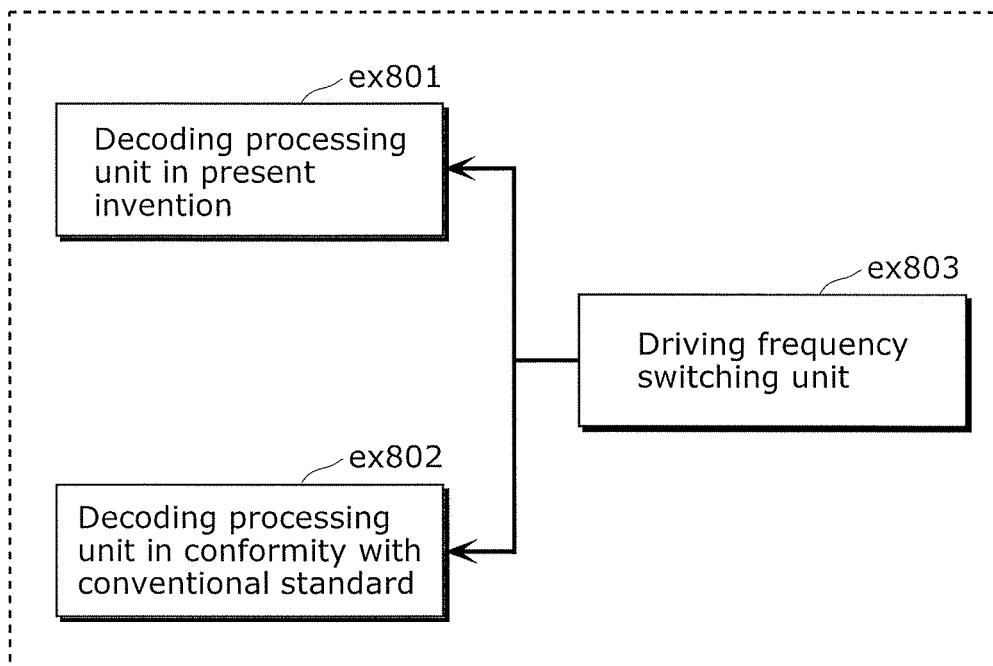 ex801
Decoding processing
unit in present
invention
ex803
Driving frequency
switching unit
ex802
Decoding processing
unit in conformity with
conventional standard